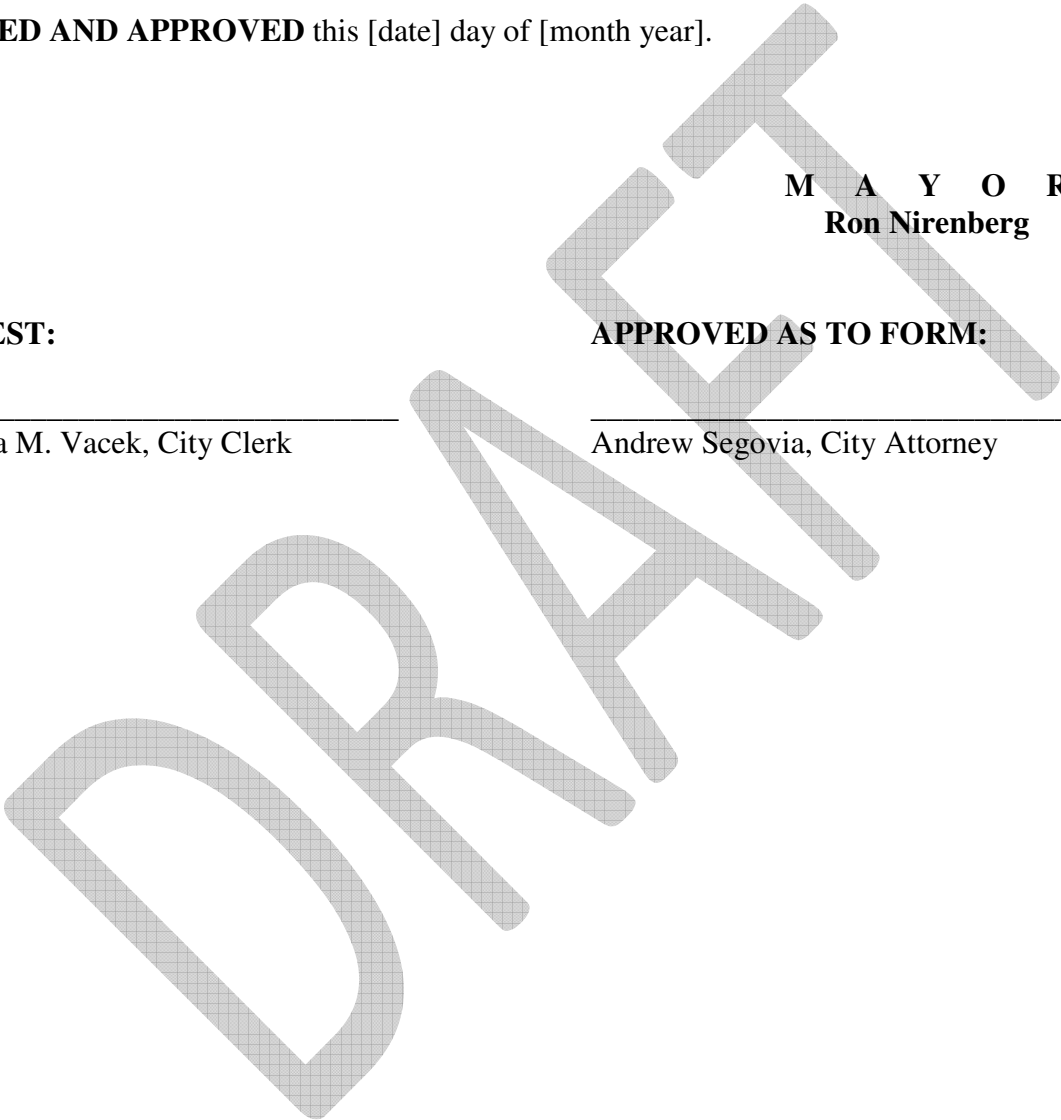 ED AND APPROVED this [date] day of [month year].
M A Y O R
Ron Nirenberg
EST:
APPROVED AS TO FORM:
a M. Vacek, City Clerk
Andrew Segovia, City Attorney
DRAFT